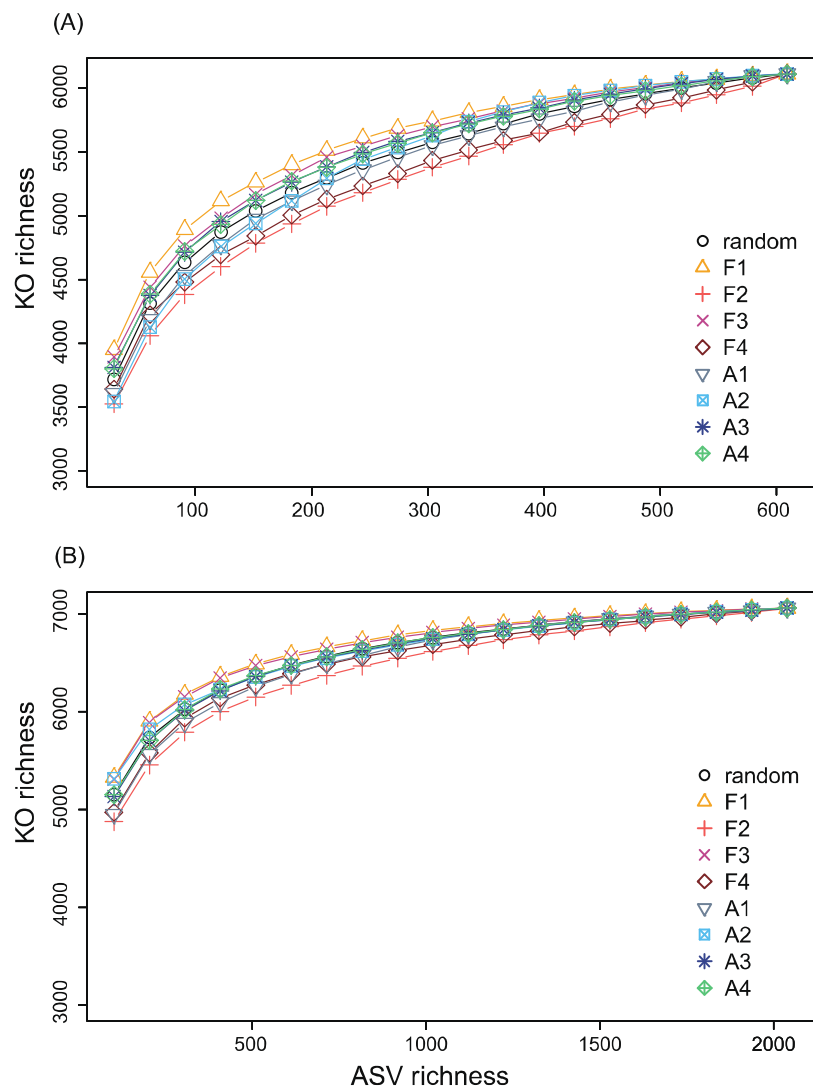 (A)
KO richness
6000
5500
5000
4500
4000
3500
3000
random
F1
F2
F3
F4
A1
A2
A3
A4
100
200
300
400
500
600
(B)
KO richness
7000
6000
5000
4000
3000
random
F1
F2
F3
F4
A1
A2
A3
A4
500
1000
1500
2000
ASV richness